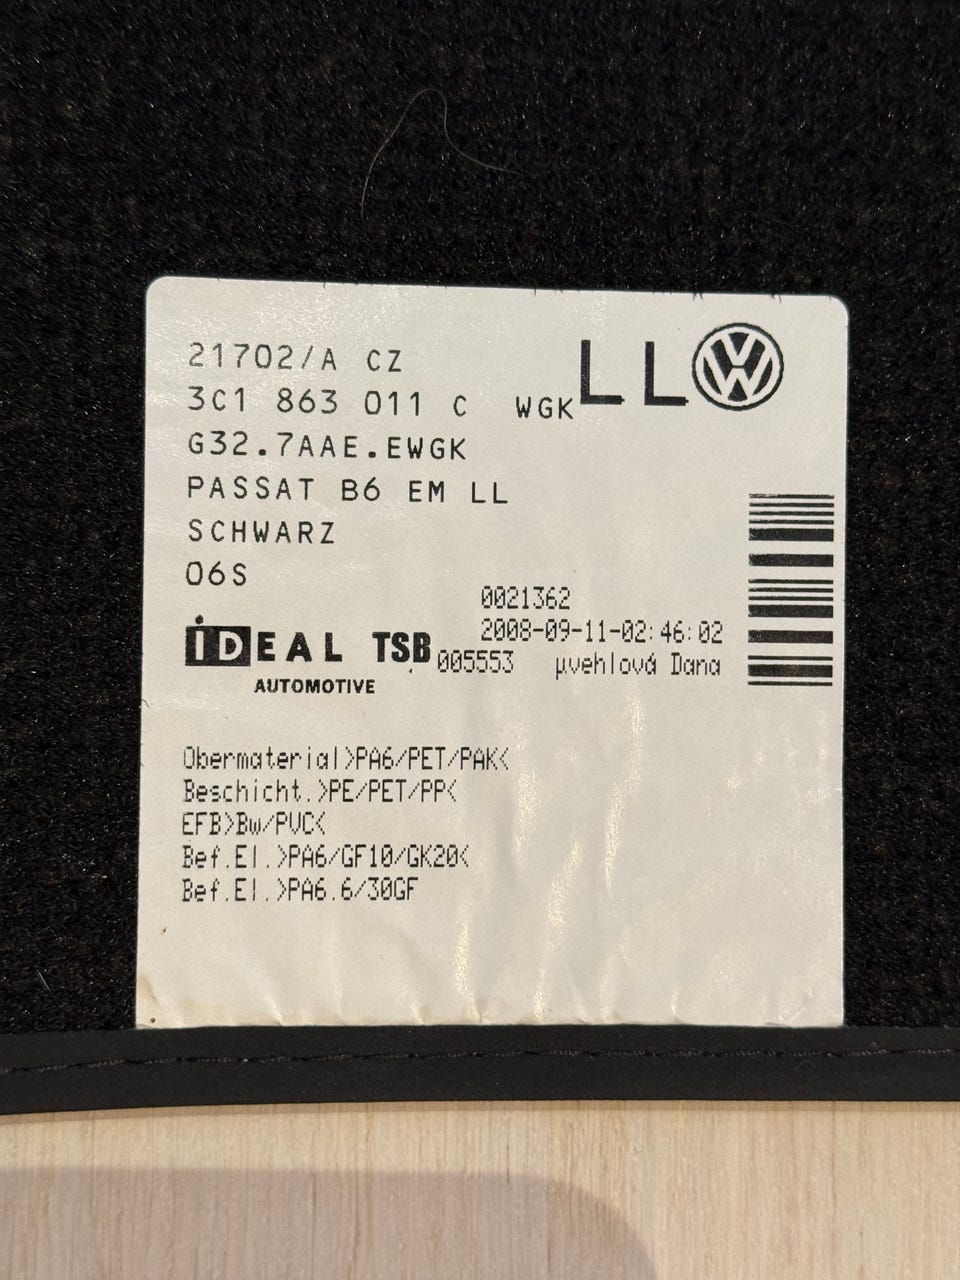 21702/A CZ
3C1 863 011 C WGK LL
G32.7AAE.EWGK
PASSAT B6 EM LL
SCHWARZ
06S
0021362
2008-09-11-02:46:02
iDEAL TSB 005553 µvehlová Dana
AUTOMOTIVE
Obermaterial>PA6/PET/PAK<
Beschicht.>PE/PET/PP<
EFB>Bw/PVC<
Bef.El.>PA6/GF10/GK20<
Bef.El.>PA6.6/30GF